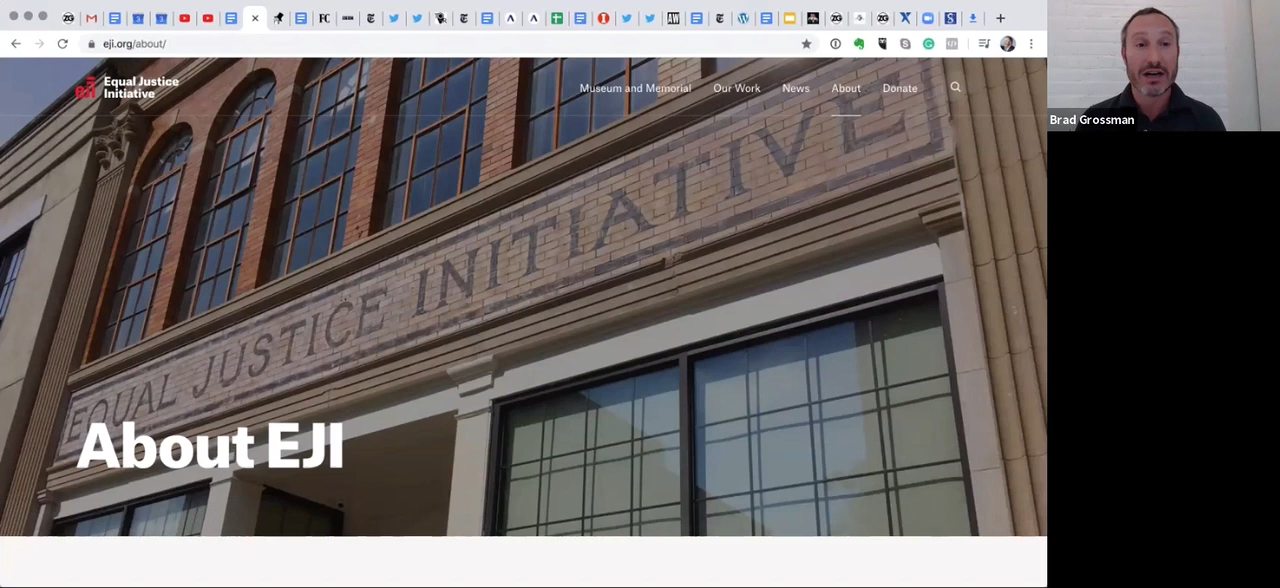 eji.org/about/
eji
Equal Justice
Initiative
Museum and Memorial
Our Work
News
About
Donate
EQUAL JUSTICE INITIATIVE
About EJI
Brad Grossman